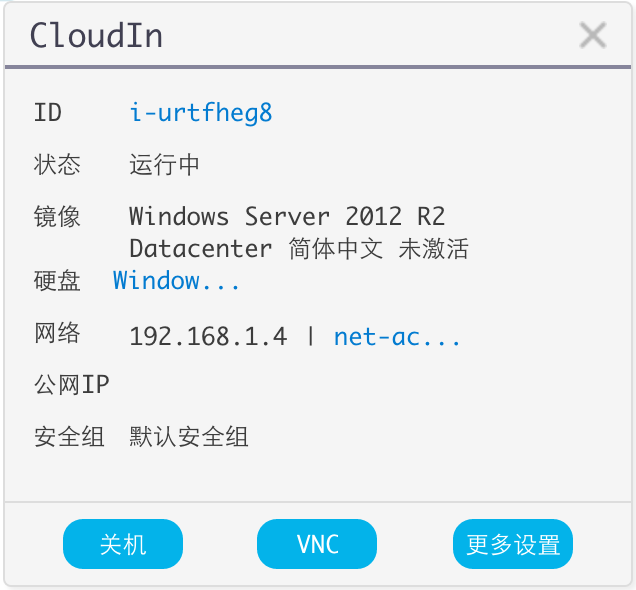 CloudIn
ID i-urtfheg8
状态 运行中
镜像 Windows Server 2012 R2
Datacenter 简体中文 未激活
硬盘 Window...
网络 192.168.1.4 | net-ac...
公网IP
安全组 默认安全组
关机 VNC 更多设置